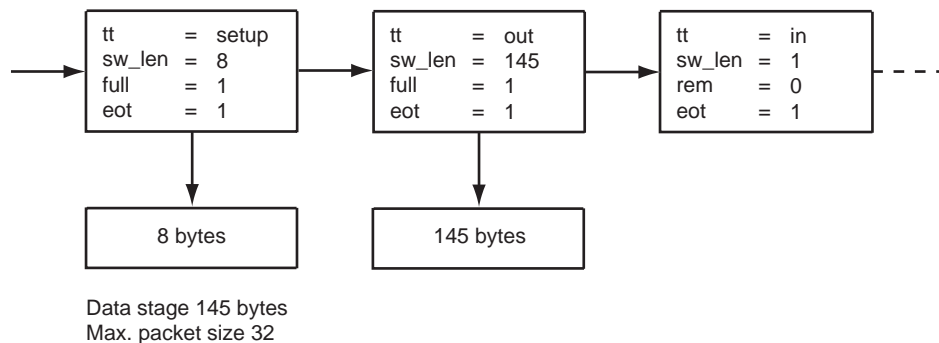 tt = setup
sw_len = 8
full = 1
eot = 1
tt = out
sw_len = 145
full = 1
eot = 1
tt = in
sw_len = 1
rem = 0
eot = 1
8 bytes
145 bytes
Data stage 145 bytes
Max. packet size 32